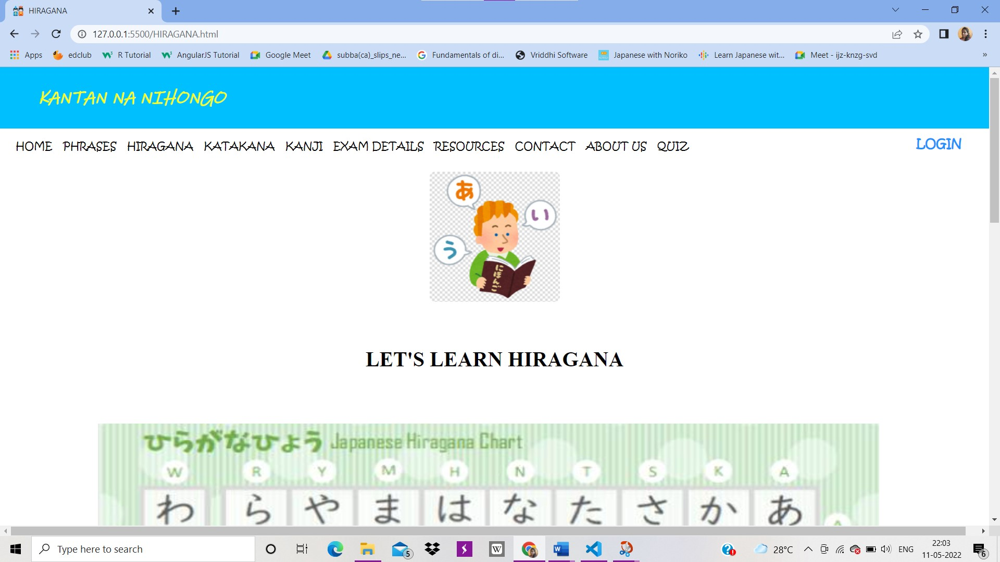 HIRAGANA
127.0.0.1:5500/HIRAGANA.html
Apps edclub R Tutorial AngularJS Tutorial Google Meet subba(ca)_slips_ne... Fundamentals of di... Vriddhi Software Japanese with Noriko Learn Japanese wit... Meet - ijz-knzg-svd »
KANTAN NA NIHONGO
HOME PHRASES HIRAGANA KATAKANA KANJI EXAM DETAILS RESOURCES CONTACT ABOUT US QUIZ LOGIN
あ
い
う
にほんご
LET'S LEARN HIRAGANA
ひらがなひょう Japanese Hiragana Chart
W R Y M H N T S K A
わ ら や ま は な た さ か あ
A
Type here to search
5
W
28°C
ENG
22:03
11-05-2022
6